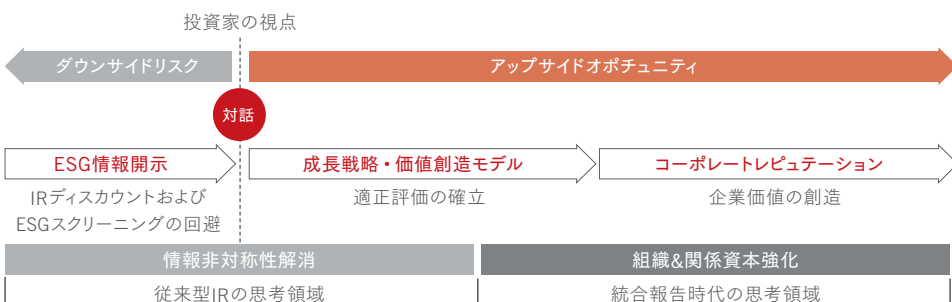 投資家の視点
ダウンサイドリスク
アップサイドオポチュニティ
対話
ESG情報開示
成長戦略・価値創造モデル
コーポレートレピュテーション
IRディスカウントおよび
ESGスクリーニングの回避
適正評価の確立
企業価値の創造
情報非対称性解消
組織&関係資本強化
従来型IRの思考領域
統合報告時代の思考領域